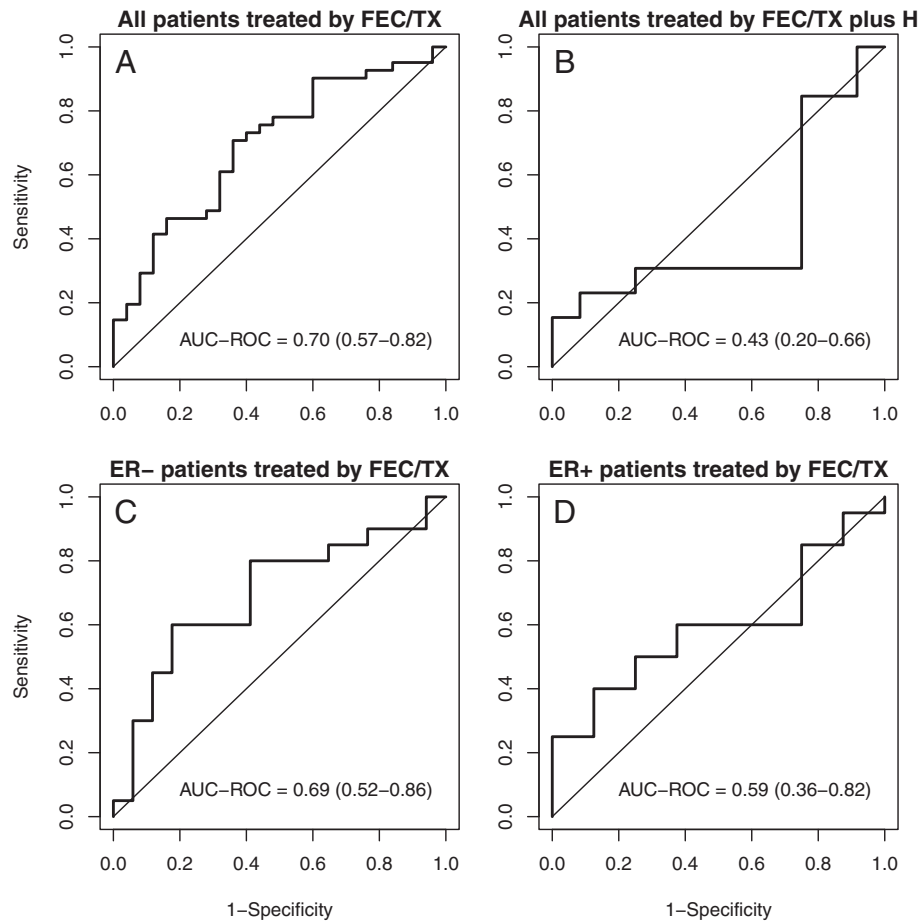 All patients treated by FEC/TX
A
Sensitivity
0.0 0.2 0.4 0.6 0.8 1.0
AUC−ROC = 0.70 (0.57−0.82)
0.0 0.2 0.4 0.6 0.8 1.0
All patients treated by FEC/TX plus H
B
0.0 0.2 0.4 0.6 0.8 1.0
AUC−ROC = 0.43 (0.20−0.66)
0.0 0.2 0.4 0.6 0.8 1.0
ER− patients treated by FEC/TX
C
Sensitivity
0.0 0.2 0.4 0.6 0.8 1.0
AUC−ROC = 0.69 (0.52−0.86)
0.0 0.2 0.4 0.6 0.8 1.0
1−Specificity
ER+ patients treated by FEC/TX
D
0.0 0.2 0.4 0.6 0.8 1.0
AUC−ROC = 0.59 (0.36−0.82)
0.0 0.2 0.4 0.6 0.8 1.0
1−Specificity